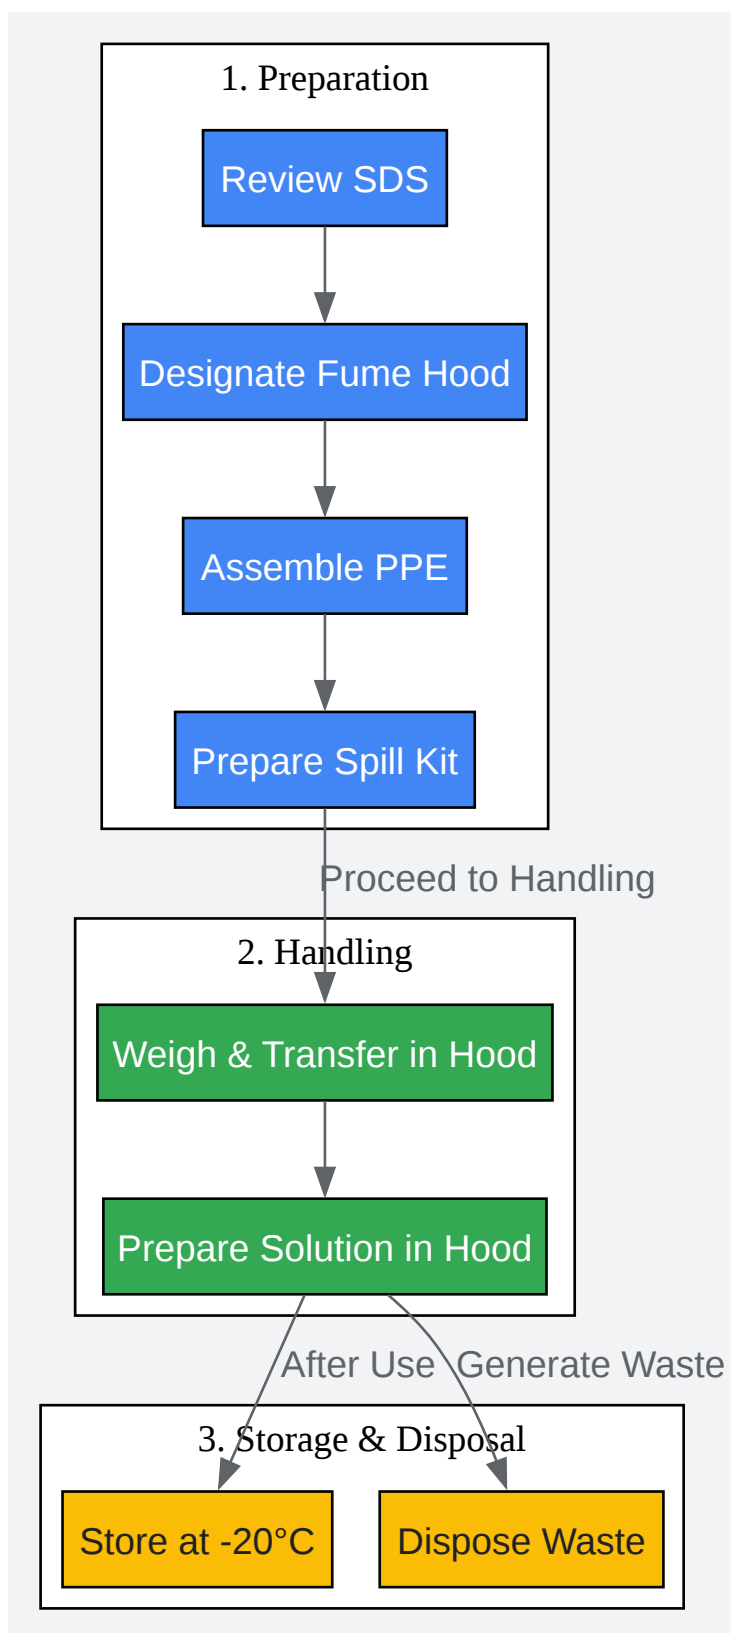 1. Preparation
Review SDS
Designate Fume Hood
Assemble PPE
Prepare Spill Kit
Proceed to Handling
2. Handling
Weigh & Transfer in Hood
Prepare Solution in Hood
After Use
Generate Waste
3. Storage & Disposal
Store at -20°C
Dispose Waste